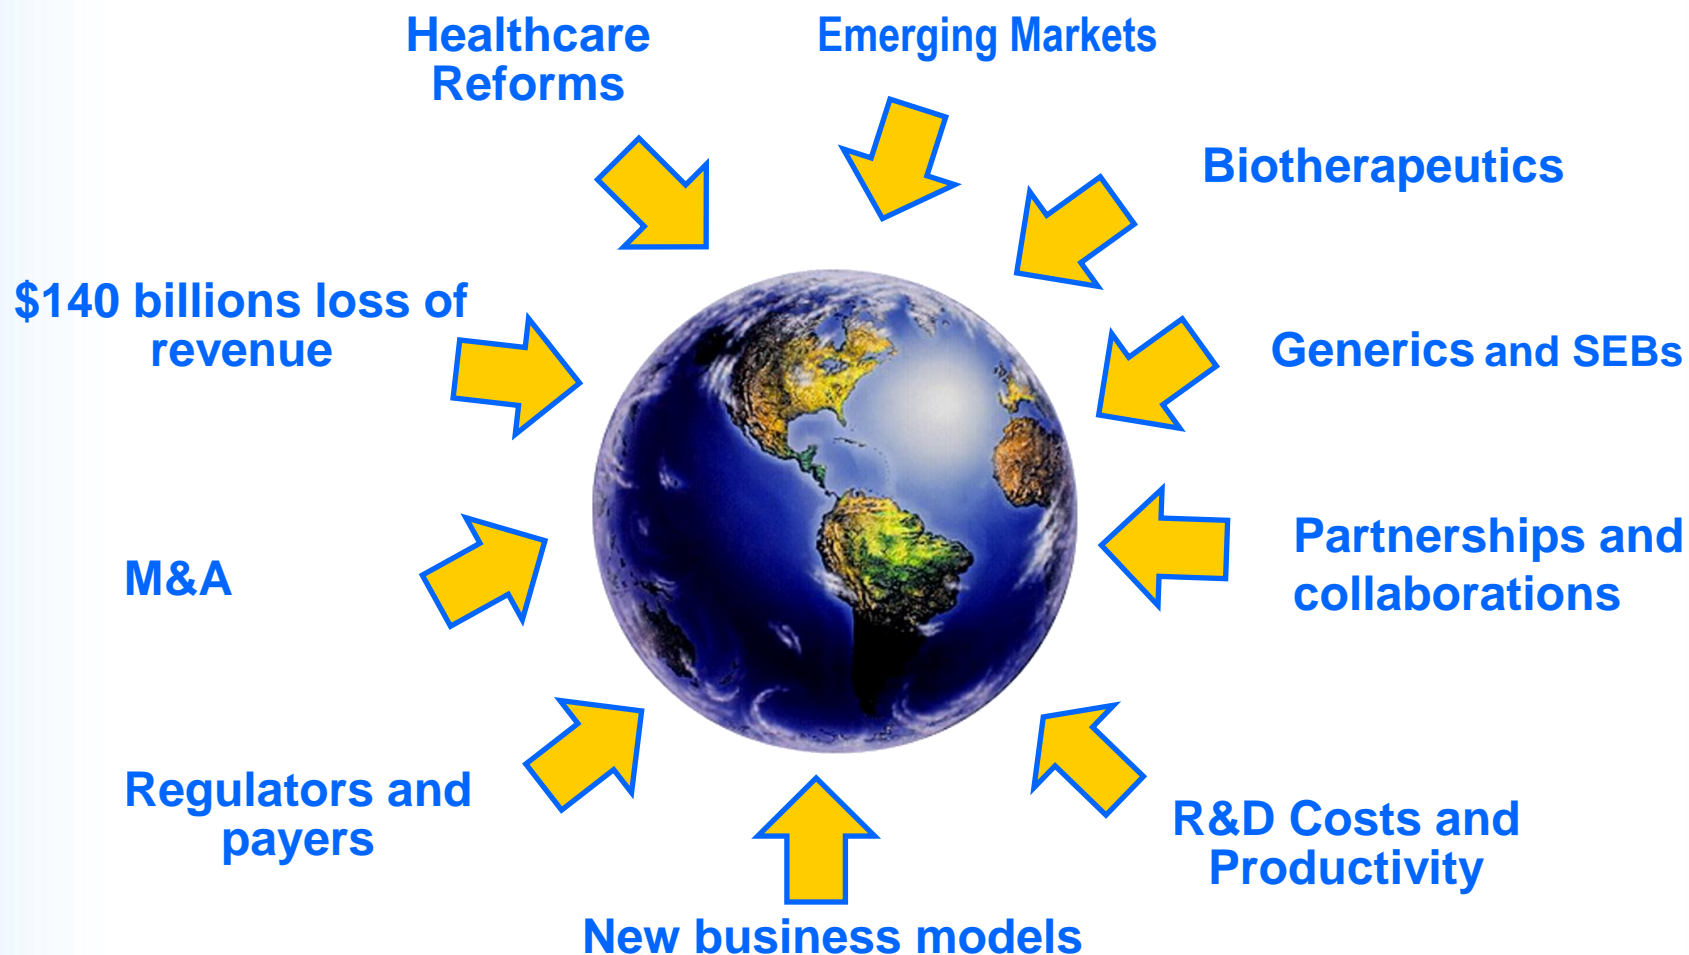 Healthcare
Reforms
Emerging Markets
Biotherapeutics
$140 billions loss of
revenue
Generics and SEBs
M&A
Partnerships and
collaborations
Regulators and
payers
R&D Costs and
Productivity
New business models